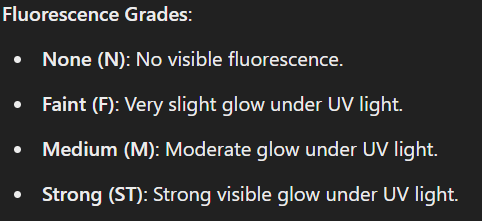 Fluorescence Grades:
• None (N): No visible fluorescence.
• Faint (F): Very slight glow under UV light.
• Medium (M): Moderate glow under UV light.
• Strong (ST): Strong visible glow under UV light.